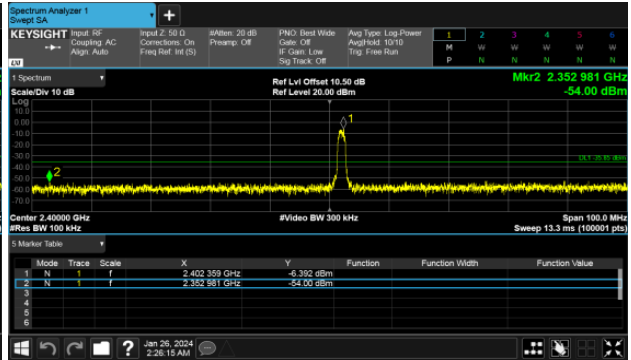 Spectrum Analyzer 1
Swept SA
KEYSIGHT Input: RF Input Z: 50 Ω #Atten: 20 dB PNO: Best Wide Avg Type: Log-Power 1 2 3 4 5 6
Coupling: AC Corrections: On Preamp: Off Gate: Off Avg|Hold: 10/10 M W W W W W
Align: Auto Freq Ref: Int (S) IF Gain: Low Trig: Free Run
Sig Track: Off P N N N N N
LXI
1 Spectrum
Ref Lvl Offset 10.50 dB Mkr2 2.352 981 GHz
Scale/Div 10 dB Ref Level 20.00 dBm -54.00 dBm
Log
10.0
0.00
-10.0
-20.0
-30.0
-40.0
-50.0
-60.0
-70.0
1
2
Center 2.40000 GHz #Video BW 300 kHz Span 100.0 MHz
#Res BW 100 kHz Sweep 13.3 ms (100001 pts)
5 Marker Table
Mode Trace Scale X Y Function Function Width Function Value
1 N 1 f 2.402 359 GHz -6.392 dBm
2 N 1 f 2.352 981 GHz -54.00 dBm
3
4
5
6
? Jan 26, 2024
2:26:15 AM